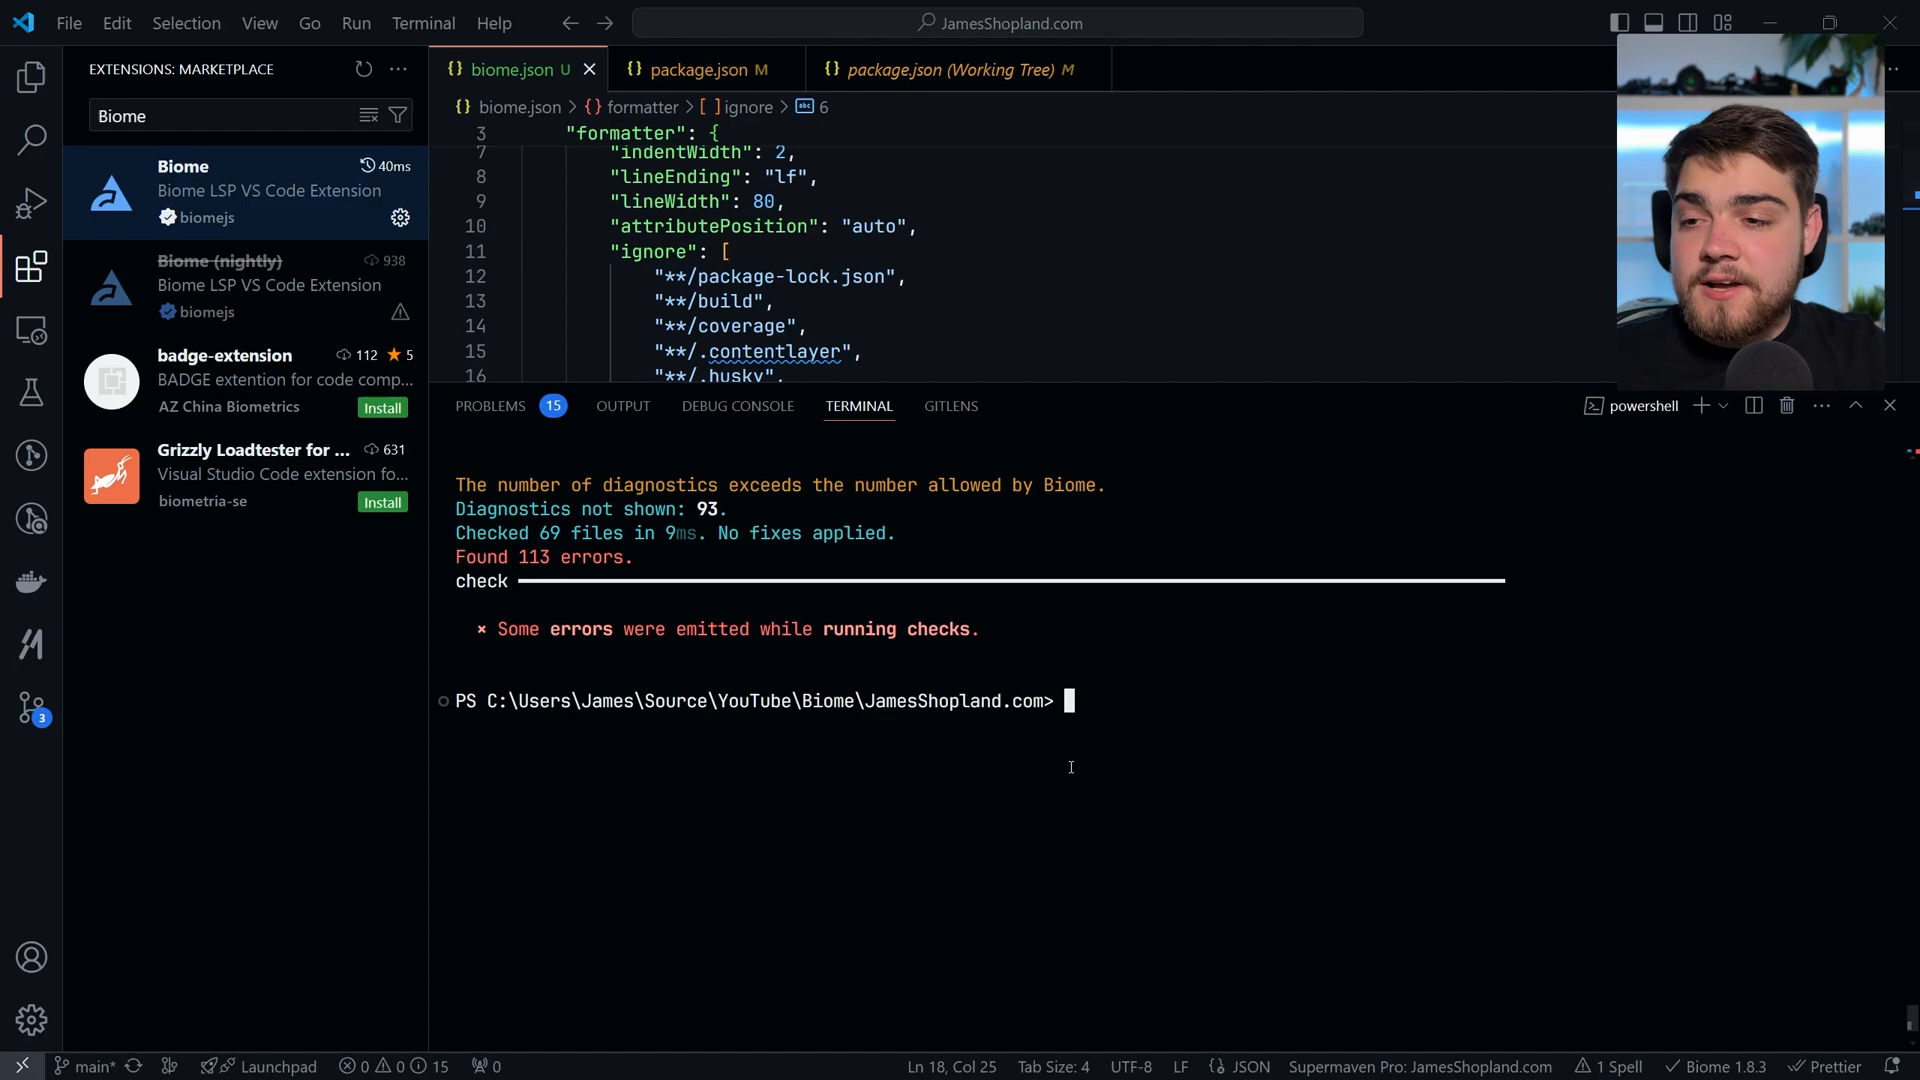 File Edit Selection View Go Run Terminal Help
JamesShopland.com
EXTENSIONS: MARKETPLACE
Biome
Biome 40ms
Biome LSP VS Code Extension
biomejs
Biome (nightly) 938
Biome LSP VS Code Extension
biomejs
badge-extension 112 5
BADGE extention for code comp...
AZ China Biometrics Install
Grizzly Loadtester for ... 631
Visual Studio Code extension fo...
biometria-se Install
{} biome.json U {} package.json M {} package.json (Working Tree) M
{} biome.json > {} formatter > [ ] ignore > abc 6
3 "formatter": {
7 "indentWidth": 2,
8 "lineEnding": "lf",
9 "lineWidth": 80,
10 "attributePosition": "auto",
11 "ignore": [
12 "**/package-lock.json",
13 "**/build",
14 "**/coverage",
15 "**/.contentlayer",
16 "**/.husky",
PROBLEMS 15 OUTPUT DEBUG CONSOLE TERMINAL GITLENS
powershell
The number of diagnostics exceeds the number allowed by Biome.
Diagnostics not shown: 93.
Checked 69 files in 9ms. No fixes applied.
Found 113 errors.
check
× Some errors were emitted while running checks.
PS C:\Users\James\Source\YouTube\Biome\JamesShopland.com>
3
main* Launchpad 0 0 15 0
Ln 18, Col 25 Tab Size: 4 UTF-8 LF {} JSON Supermaven Pro: JamesShopland.com 1 Spell Biome 1.8.3 Prettier